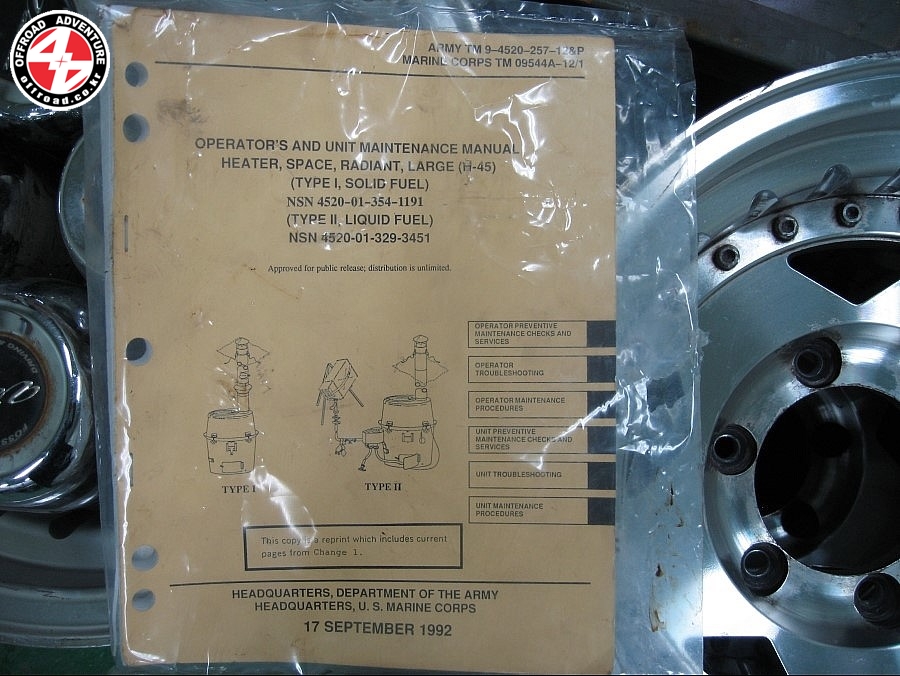 OFFROAD ADVENTURE
4x4
offroad.co.kr
ARMY TM 9-4520-257-12&P
MARINE CORPS TM 09544A-12/1
OPERATOR'S AND UNIT MAINTENANCE MANUAL
HEATER, SPACE, RADIANT, LARGE (H-45)
(TYPE I, SOLID FUEL)
NSN 4520-01-354-1191
(TYPE II, LIQUID FUEL)
NSN 4520-01-329-3451
Approved for public release; distribution is unlimited.
OPERATOR PREVENTIVE
MAINTENANCE CHECKS AND
SERVICES
OPERATOR
TROUBLESHOOTING
OPERATOR MAINTENANCE
PROCEDURES
UNIT PREVENTIVE
MAINTENANCE CHECKS AND
SERVICES
UNIT TROUBLESHOOTING
UNIT MAINTENANCE
PROCEDURES
TYPE I
TYPE II
This copy is a reprint which includes current
pages from Change 1.
HEADQUARTERS, DEPARTMENT OF THE ARMY
HEADQUARTERS, U.S. MARINE CORPS
17 SEPTEMBER 1992